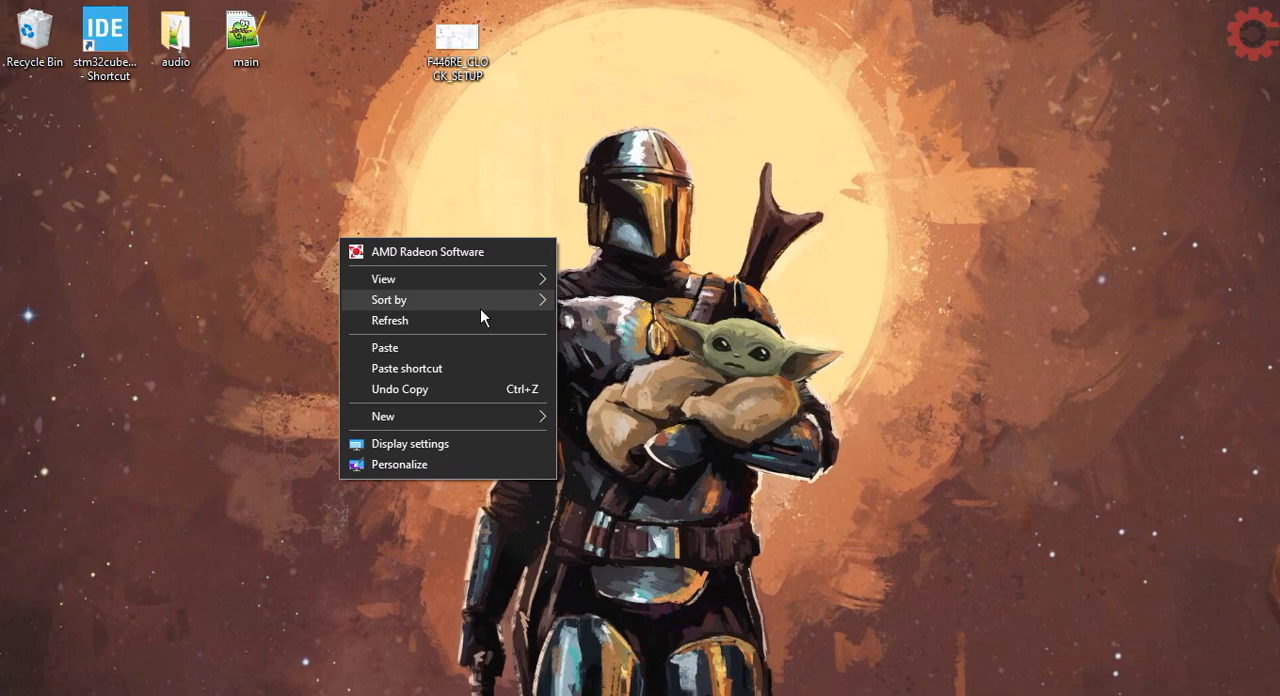 IDE
Recycle Bin
stm32cube...
- Shortcut
audio
main
F446RE_CLO
CK_SETUP
AMD Radeon Software
View
Sort by
Refresh
Paste
Paste shortcut
Undo Copy Ctrl+Z
New
Display settings
Personalize